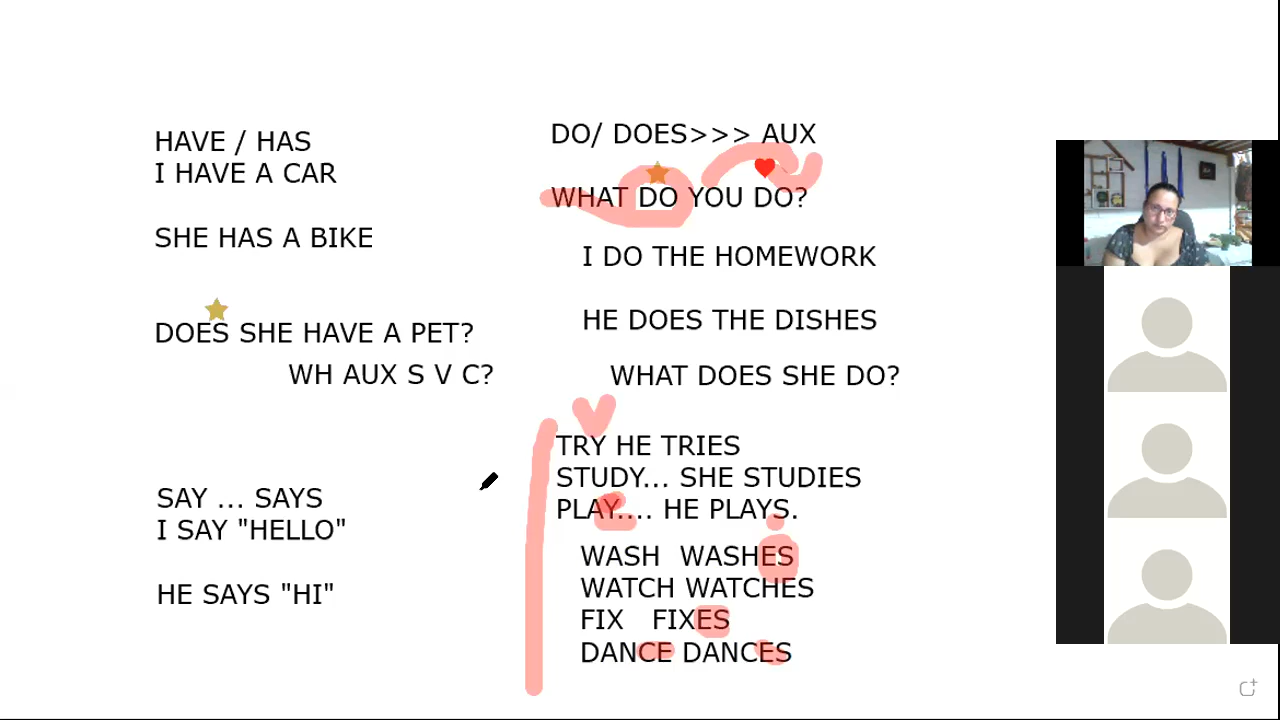 HAVE / HAS
I HAVE A CAR
SHE HAS A BIKE
DOES SHE HAVE A PET?
WH AUX S V C?
SAY ... SAYS
I SAY "HELLO"
HE SAYS "HI"
DO/ DOES>>> AUX
WHAT DO YOU DO?
I DO THE HOMEWORK
HE DOES THE DISHES
WHAT DOES SHE DO?
TRY HE TRIES
STUDY... SHE STUDIES
PLAY.... HE PLAYS.
WASH WASHES
WATCH WATCHES
FIX FIXES
DANCE DANCES